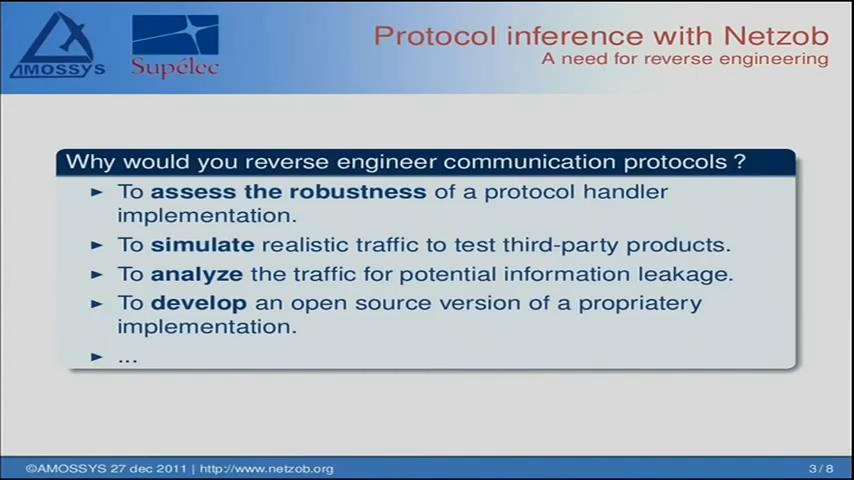 AMOSSYS
Supélec
Protocol inference with Netzob
A need for reverse engineering
Why would you reverse engineer communication protocols ?
► To assess the robustness of a protocol handler
implementation.
► To simulate realistic traffic to test third-party products.
► To analyze the traffic for potential information leakage.
► To develop an open source version of a propriatery
implementation.
► ...
©AMOSSYS 27 dec 2011 | http://www.netzob.org
3 / 8